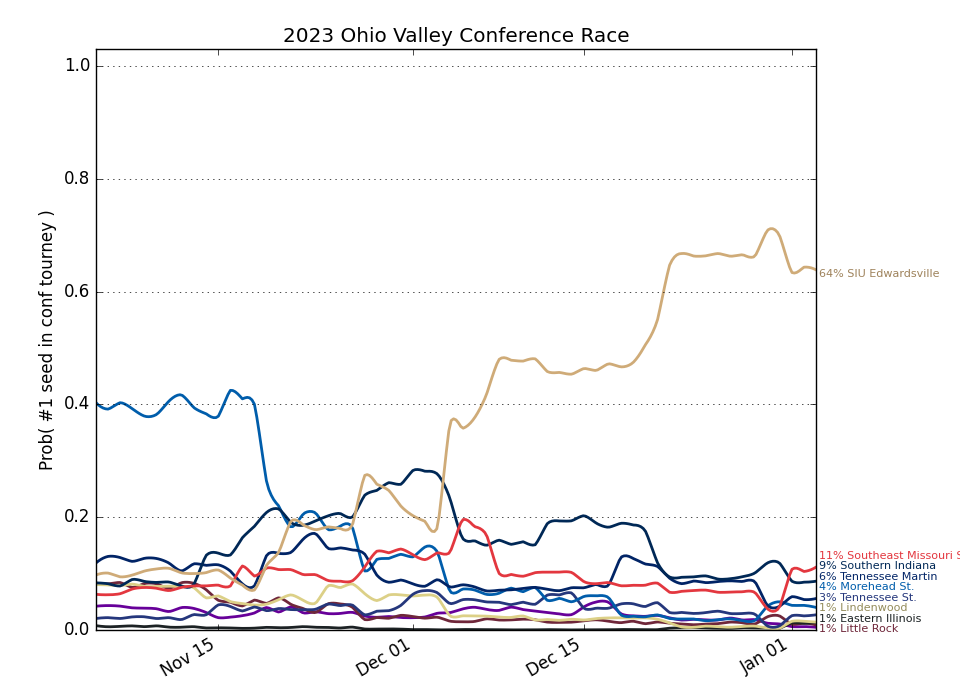 2023 Ohio Valley Conference Race
Prob( #1 seed in conf tourney )
1.0
0.8
0.6
0.4
0.2
0.0
Nov 15
Dec 01
Dec 15
Jan 01
64% SIU Edwardsville
11% Southeast Missouri S
9% Southern Indiana
6% Tennessee Martin
4% Morehead St.
3% Tennessee St.
1% Lindenwood
1% Eastern Illinois
1% Little Rock